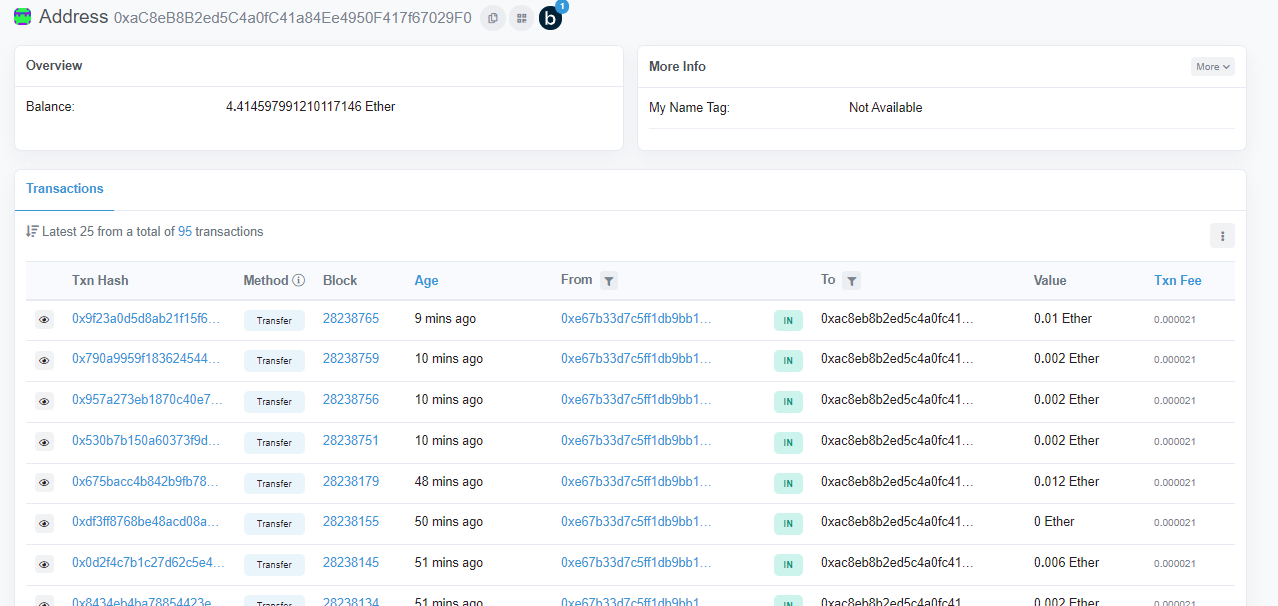 Address 0xaC8eB8B2ed5C4a0fC41a84Ee4950F417f67029F0 b 1
Overview
Balance: 4.414597991210117146 Ether
More Info More
My Name Tag: Not Available
Transactions
Latest 25 from a total of 95 transactions
Txn Hash Method Block Age From To Value Txn Fee
0x9f23a0d5d8ab21f15f6... Transfer 28238765 9 mins ago 0xe67b33d7c5ff1db9bb1... IN 0xac8eb8b2ed5c4a0fc41... 0.01 Ether 0.000021
0x790a9959f183624544... Transfer 28238759 10 mins ago 0xe67b33d7c5ff1db9bb1... IN 0xac8eb8b2ed5c4a0fc41... 0.002 Ether 0.000021
0x957a273eb1870c40e7... Transfer 28238756 10 mins ago 0xe67b33d7c5ff1db9bb1... IN 0xac8eb8b2ed5c4a0fc41... 0.002 Ether 0.000021
0x530b7b150a60373f9d... Transfer 28238751 10 mins ago 0xe67b33d7c5ff1db9bb1... IN 0xac8eb8b2ed5c4a0fc41... 0.002 Ether 0.000021
0x675bacc4b842b9fb78... Transfer 28238179 48 mins ago 0xe67b33d7c5ff1db9bb1... IN 0xac8eb8b2ed5c4a0fc41... 0.012 Ether 0.000021
0xdf3ff8768be48acd08a... Transfer 28238155 50 mins ago 0xe67b33d7c5ff1db9bb1... IN 0xac8eb8b2ed5c4a0fc41... 0 Ether 0.000021
0x0d2f4c7b1c27d62c5e4... Transfer 28238145 51 mins ago 0xe67b33d7c5ff1db9bb1... IN 0xac8eb8b2ed5c4a0fc41... 0.006 Ether 0.000021
0x8434eb4ba78854423e... Transfer 28238134 51 mins ago 0xe67b33d7c5ff1db9bb1... IN 0xac8eb8b2ed5c4a0fc41... 0.002 Ether 0.000021